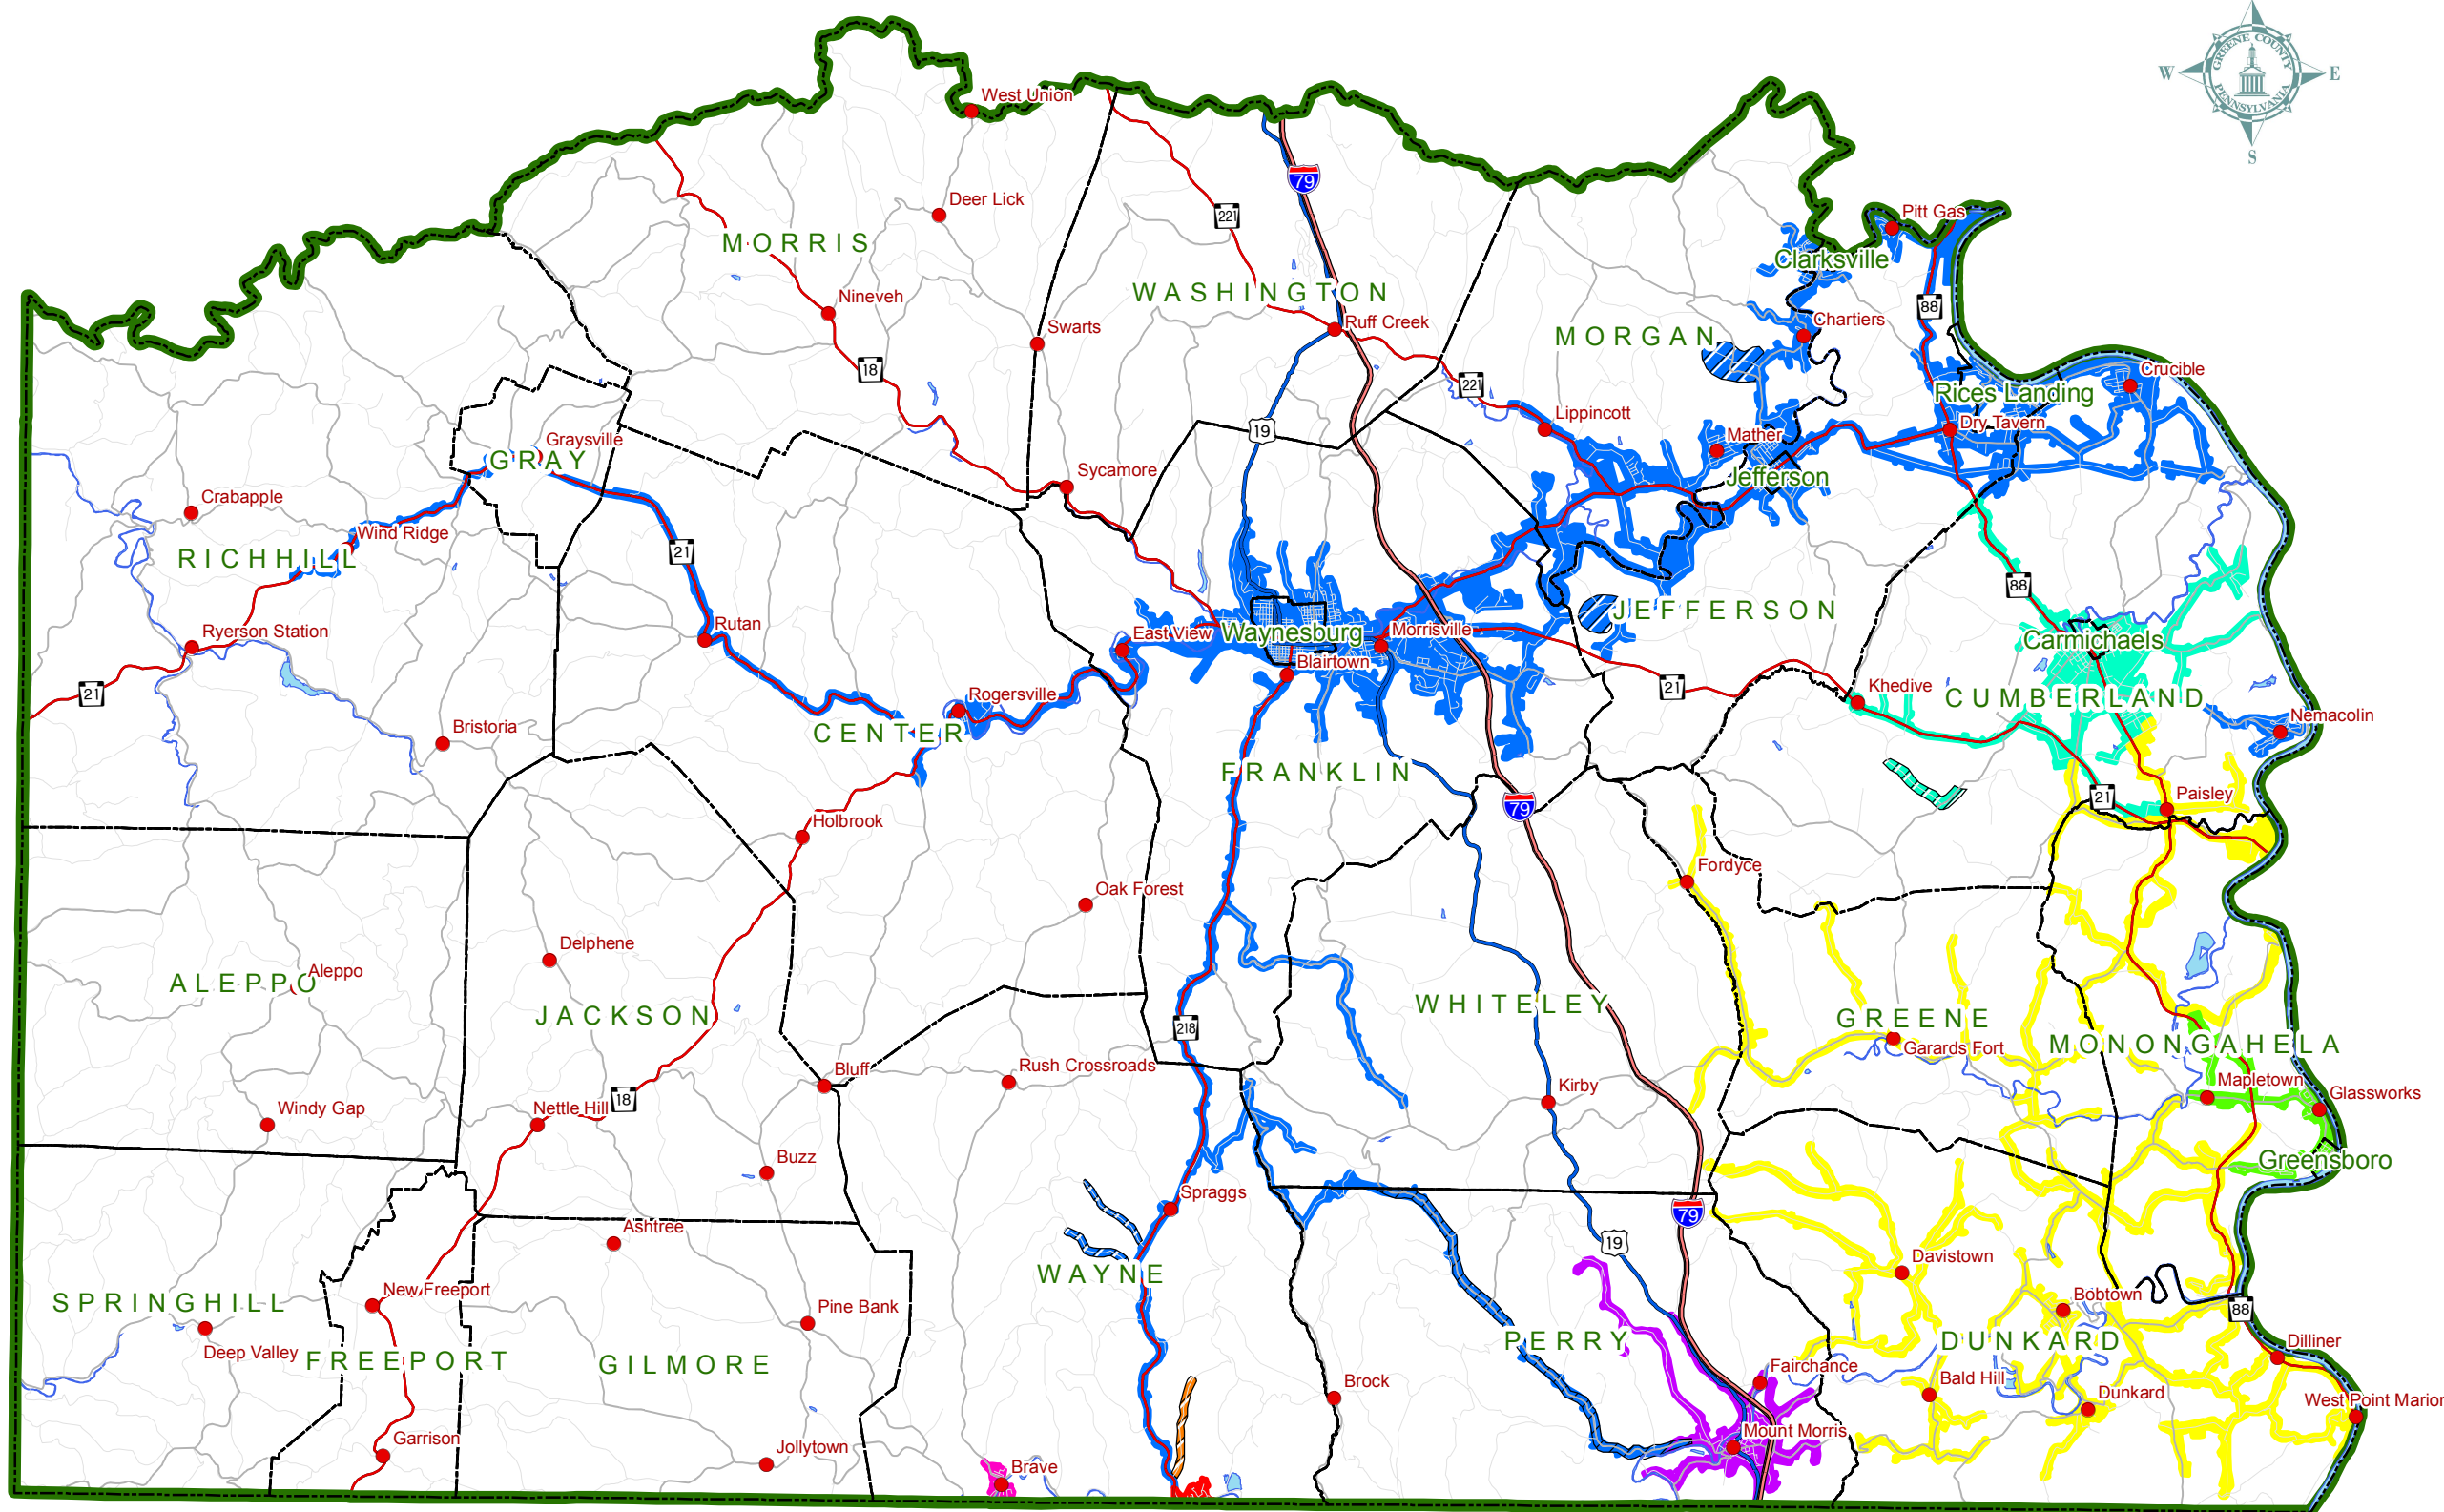 GREENE COUNTY
PENNSYLVANIA
W
E
S
West Union
79
Deer Lick
221
Pitt Gas
MORRIS
Clarksville
Nineveh
WASHINGTON
88
Swarts
Ruff Creek
MORGAN
Chartiers
18
221
Crucible
Rices Landing
Lippincott
19
Dry Tavern
Graysville
GRAY
Mather
Sycamore
Jefferson
Crabapple
Wind Ridge
RICHHILL
21
88
JEFFERSON
Rutan
Ryerson Station
East View
Waynesburg
Morrisville
Carmichaels
Blairtown
21
21
Khedive
CUMBERLAND
Rogersville
Nemacolin
Bristoria
CENTER
FRANKLIN
79
21
Paisley
Holbrook
Fordyce
Oak Forest
Delphene
Aleppo
ALEPPO
WHITELEY
JACKSON
GREENE
218
Garards Fort
MONONGAHELA
Bluff
Rush Crossroads
Mapletown
Kirby
Glassworks
18
Windy Gap
Nettle Hill
Buzz
Greensboro
Spraggs
79
Ashtree
19
Davistown
WAYNE
New Freeport
Bobtown
SPRINGHILL
Pine Bank
88
PERRY
DUNKARD
Dilliner
Deep Valley
FREEPORT
GILMORE
Fairchance
Brock
Bald Hill
Dunkard
West Point Marion
Mount Morris
Garrison
Jollytown
Brave